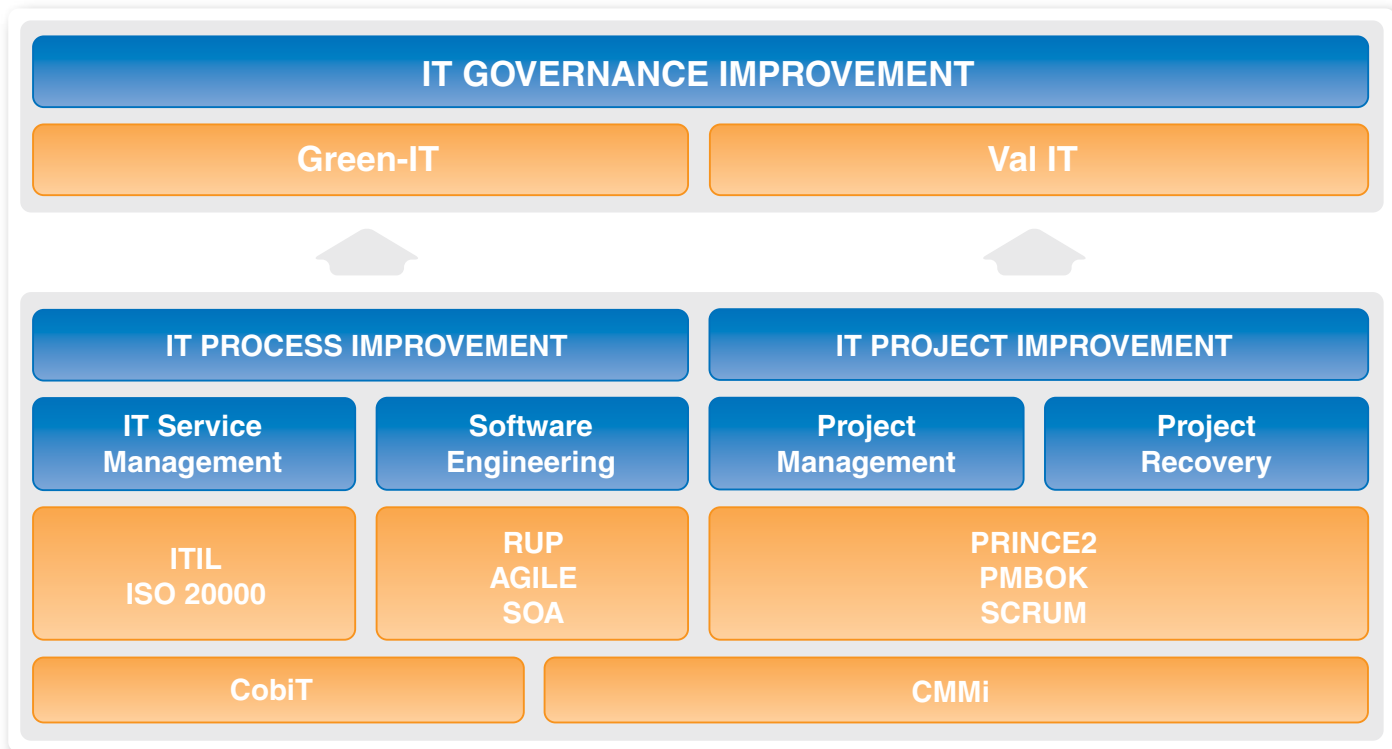 IT GOVERNANCE IMPROVEMENT
Green-IT
Val IT
IT PROCESS IMPROVEMENT
IT PROJECT IMPROVEMENT
IT Service
Management
Software
Engineering
Project
Management
Project
Recovery
ITIL
ISO 20000
RUP
AGILE
SOA
PRINCE2
PMBOK
SCRUM
CobiT
CMMi